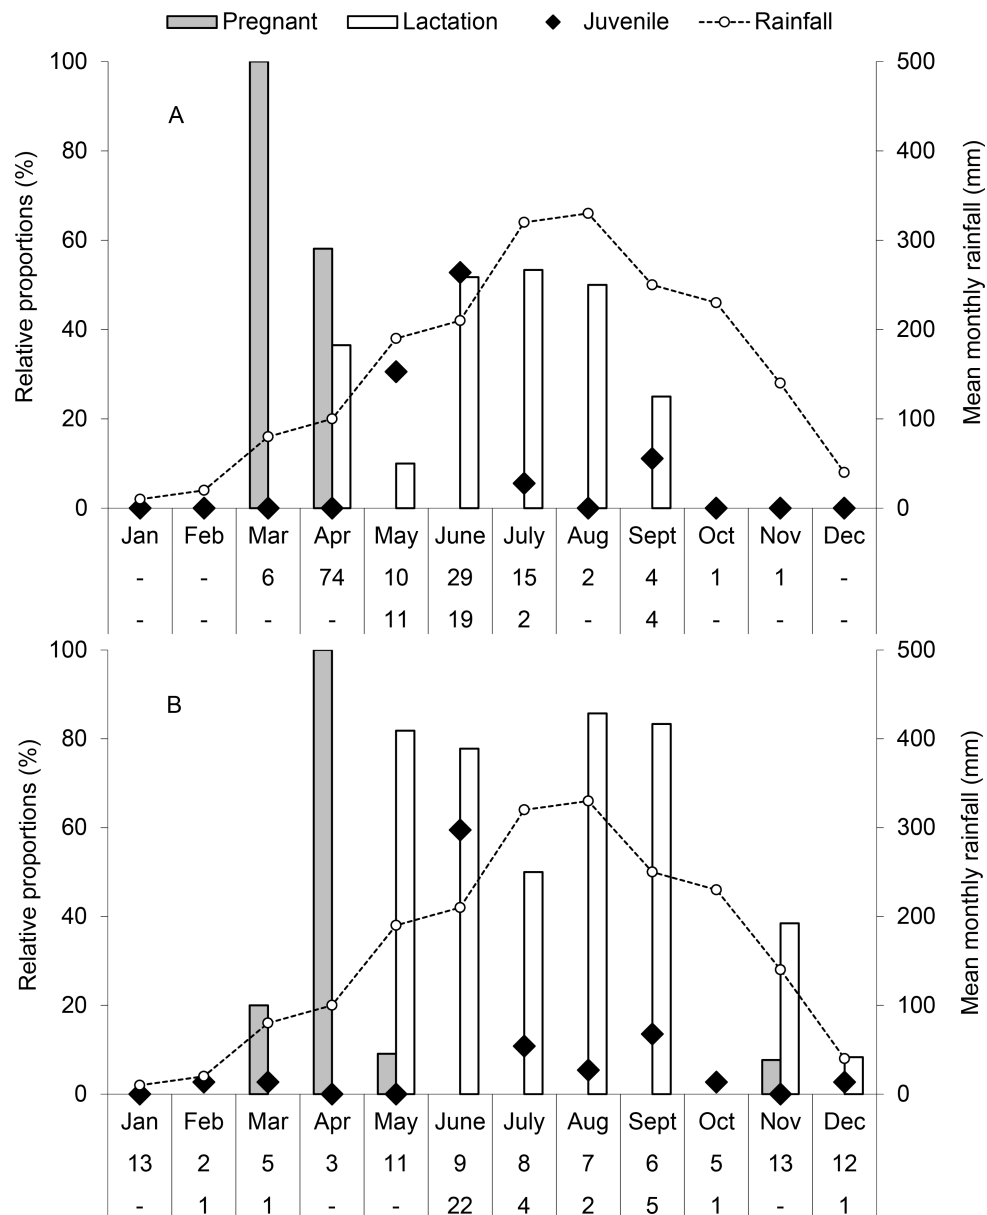 Pregnant Lactation Juvenile Rainfall
100 500
A
80 400
60 300
40 200
20 100
0 0
Relative proportions (%)
Mean monthly rainfall (mm)
Jan Feb Mar Apr May June July Aug Sept Oct Nov Dec
- - 6 74 10 29 15 2 4 1 1 -
- - - - 11 19 2 - 4 - - -
100 500
B
80 400
60 300
40 200
20 100
0 0
Relative proportions (%)
Mean monthly rainfall (mm)
Jan Feb Mar Apr May June July Aug Sept Oct Nov Dec
13 2 5 3 11 9 8 7 6 5 13 12
- 1 1 - - 22 4 2 5 1 - 1